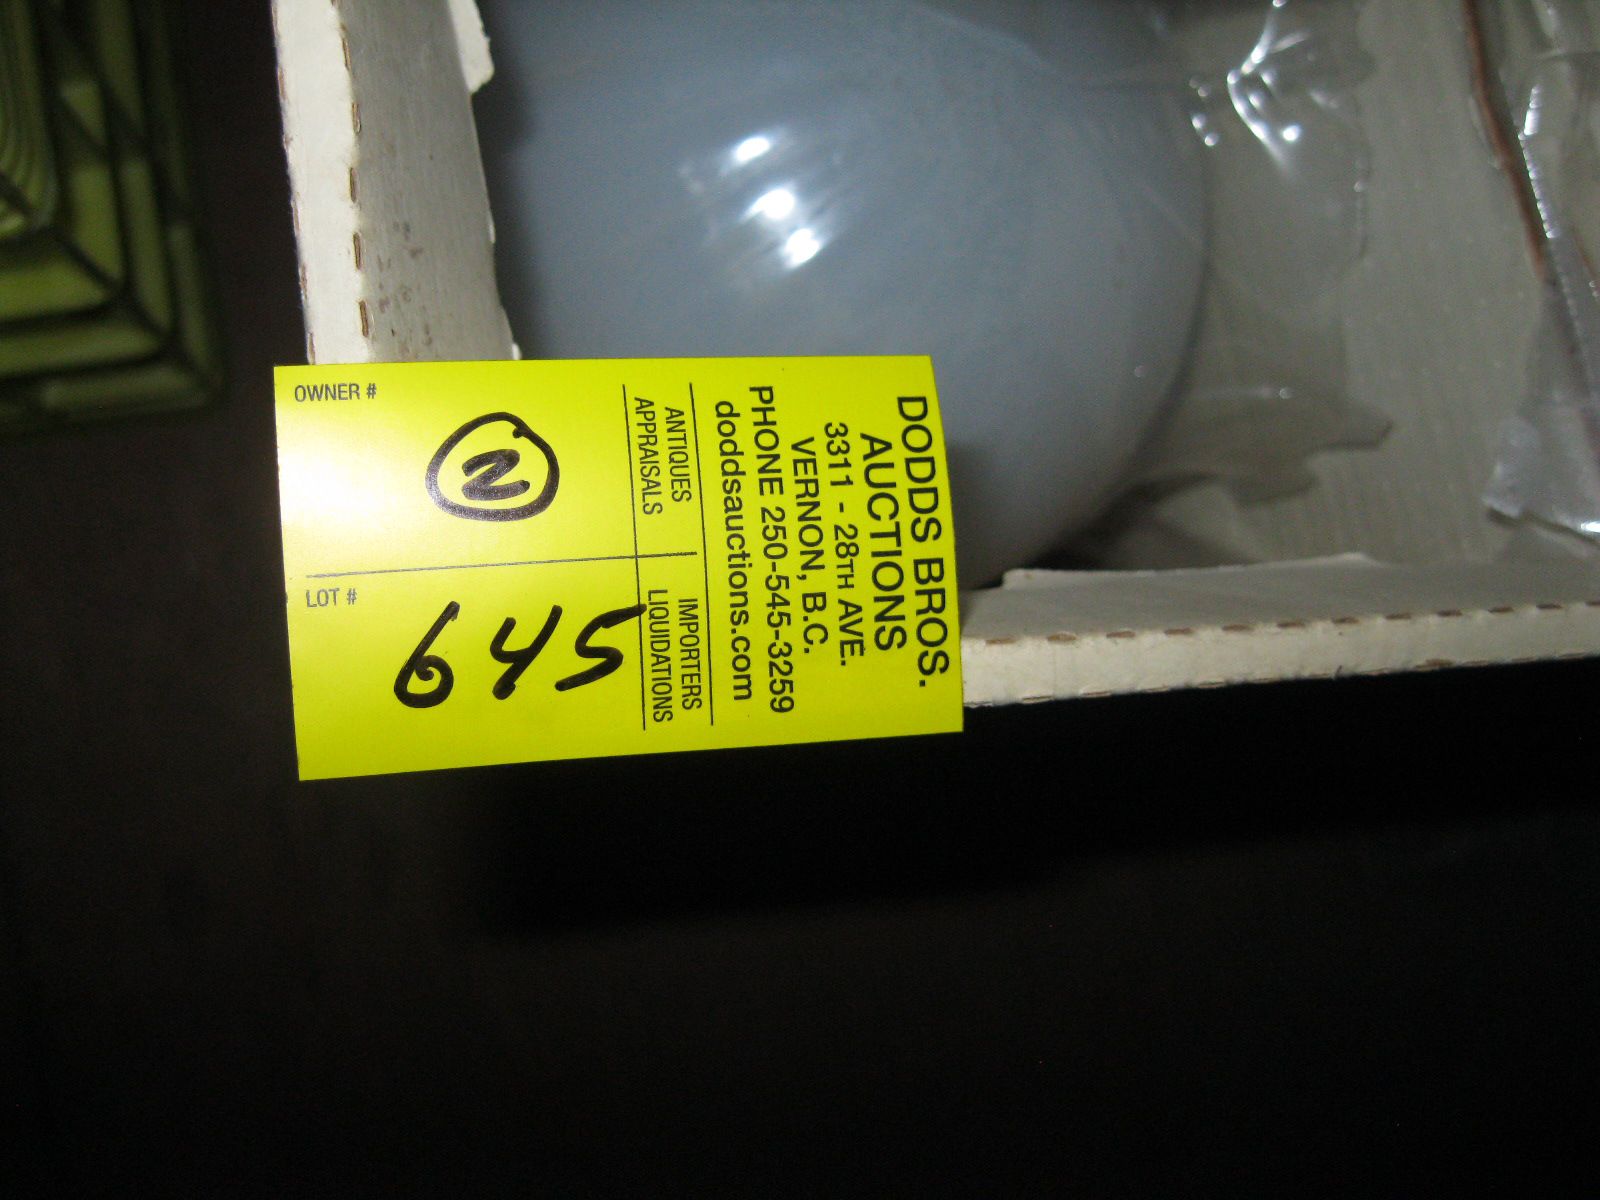 DODDS BROS.
AUCTIONS
3311 - 28TH AVE.
VERNON, B.C.
PHONE 250-545-3259
doddsauctions.com
ANTIQUES
APPRAISALS
IMPORTERS
LIQUIDATIONS
OWNER #
N
LOT #
645